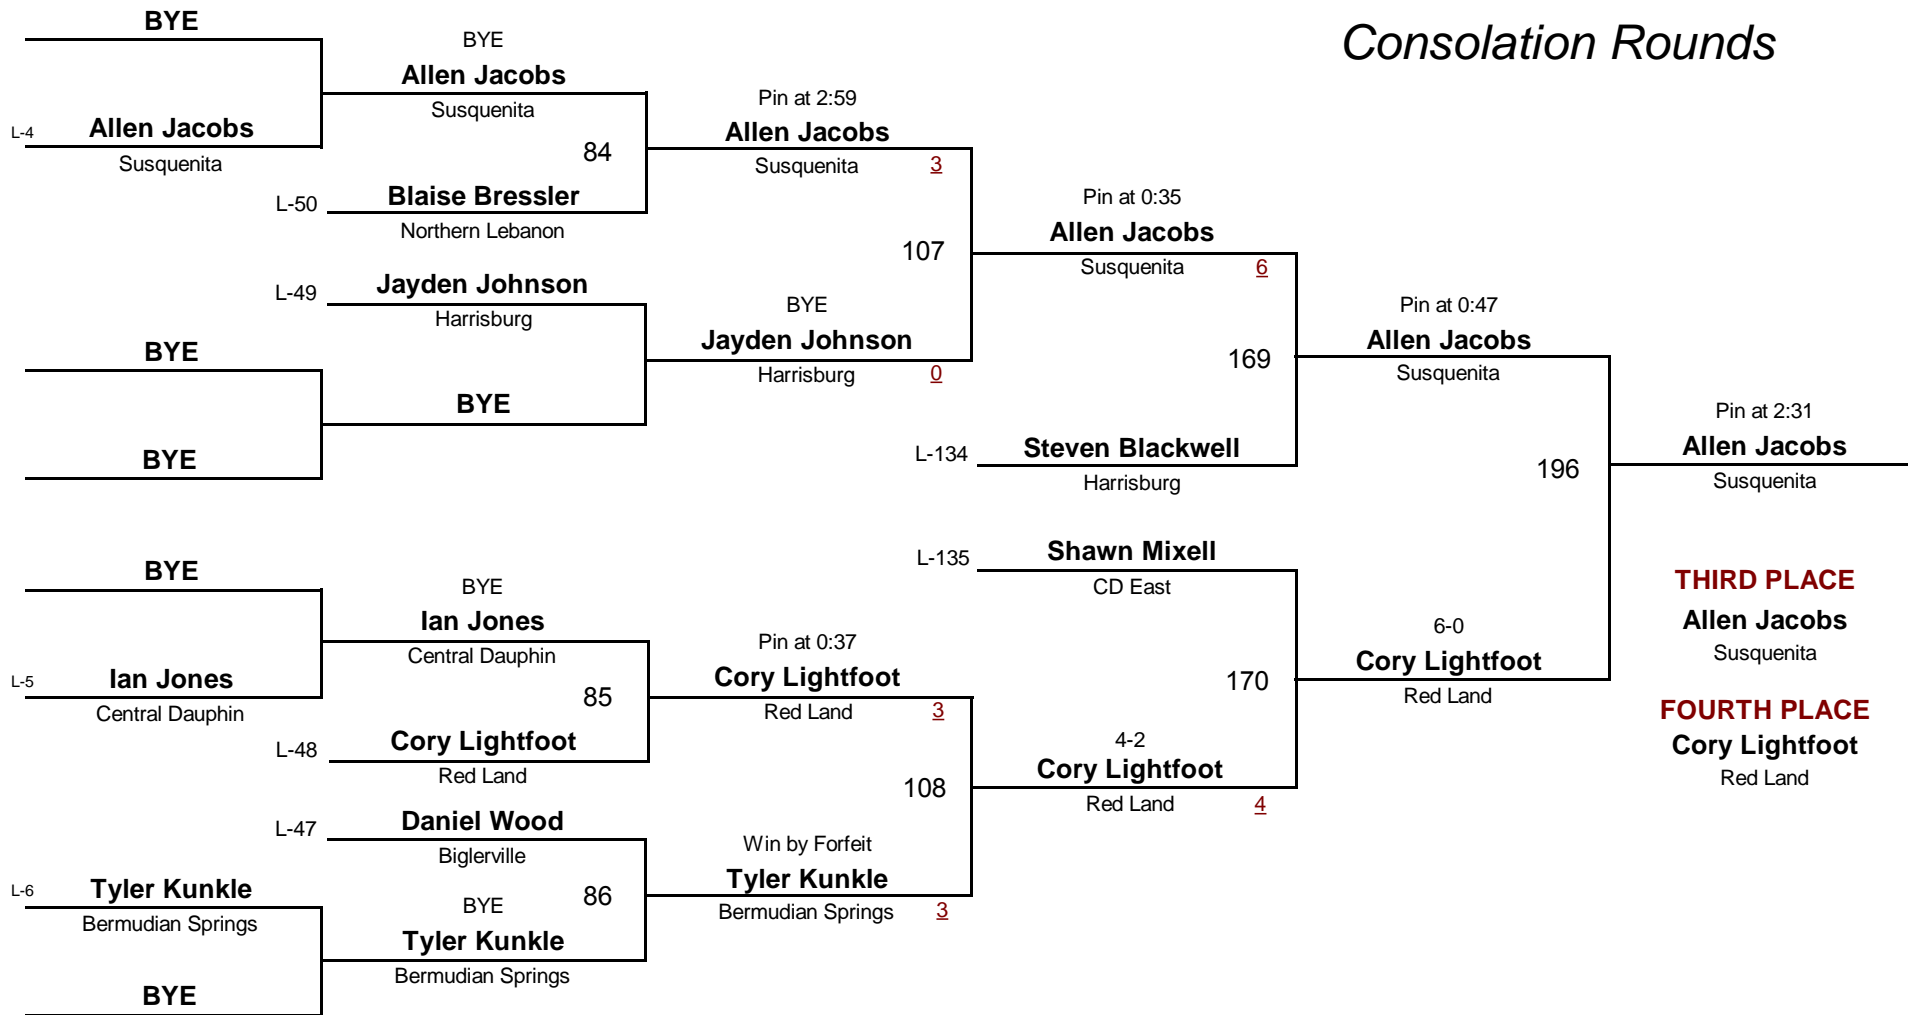 Consolation Rounds
BYE
L-4
Allen Jacobs
Susquenita
BYE
BYE
BYE
Allen Jacobs
Susquenita
84
L-50
Blaise Bressler
Northern Lebanon
L-49
Jayden Johnson
Harrisburg
BYE
Pin at 2:59
Allen Jacobs
Susquenita
3
107
BYE
Jayden Johnson
Harrisburg
0
Pin at 0:35
Allen Jacobs
Susquenita
6
169
L-134
Steven Blackwell
Harrisburg
Pin at 0:47
Allen Jacobs
Susquenita
196
Pin at 2:31
Allen Jacobs
Susquenita
BYE
L-5
Ian Jones
Central Dauphin
L-6
Tyler Kunkle
Bermudian Springs
BYE
BYE
Ian Jones
Central Dauphin
85
L-48
Cory Lightfoot
Red Land
L-47
Daniel Wood
Biglerville
86
BYE
Tyler Kunkle
Bermudian Springs
Pin at 0:37
Cory Lightfoot
Red Land
3
108
Win by Forfeit
Tyler Kunkle
Bermudian Springs
3
L-135
Shawn Mixell
CD East
170
4-2
Cory Lightfoot
Red Land
4
6-0
Cory Lightfoot
Red Land
THIRD PLACE
Allen Jacobs
Susquenita
FOURTH PLACE
Cory Lightfoot
Red Land